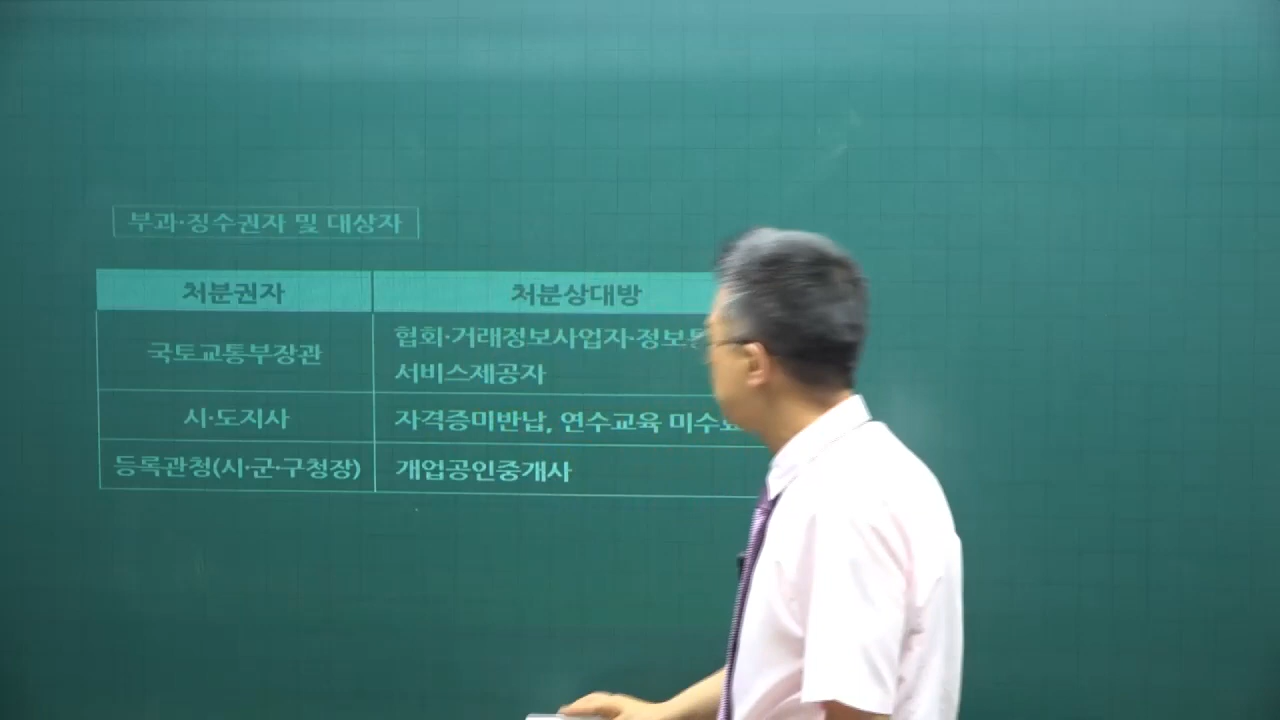 부과·징수권자 및 대상자
처분권자 처분상대방
국토교통부장관 협회·거래정보사업자·정보
서비스제공자
시·도지사 자격증미반납, 연수교육
등록관청(시·군·구청장) 개업공인중개사